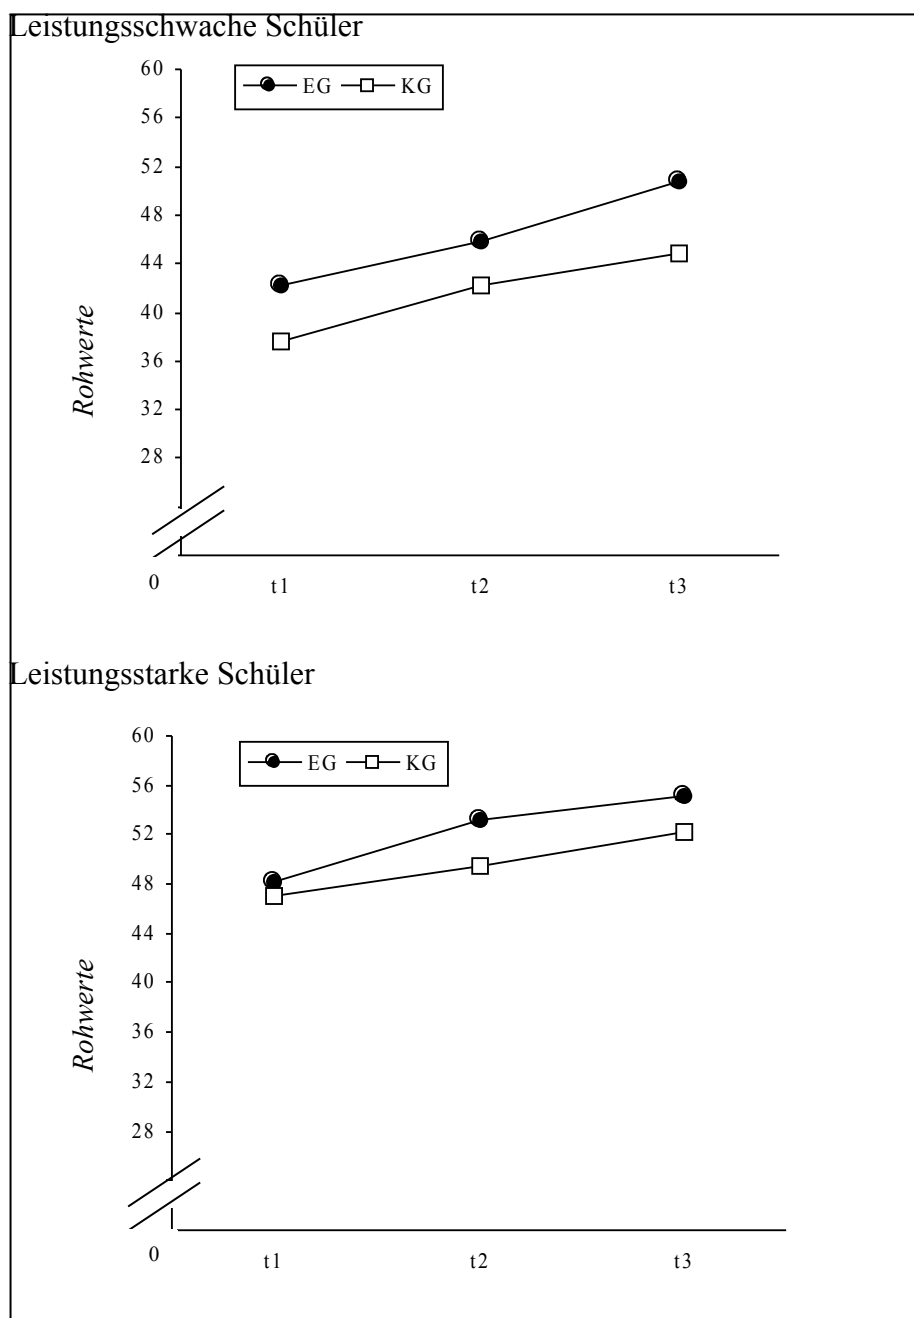 Leistungsschwache Schüler
60
EG KG
56
52
48
44
40
36
32
28
Rohwerte
0
t1 t2 t3
Leistungsstarke Schüler
60
EG KG
56
52
48
44
40
36
32
28
Rohwerte
0
t1 t2 t3